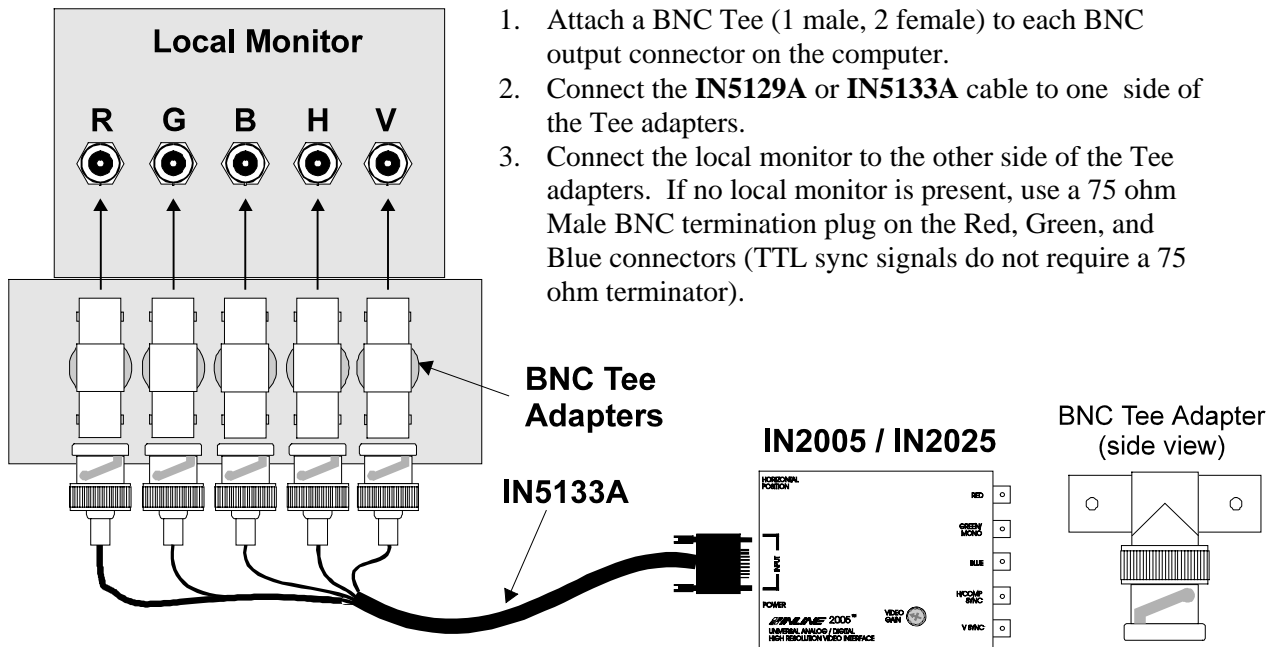 Local Monitor
R G B H V
1. Attach a BNC Tee (1 male, 2 female) to each BNC
output connector on the computer.
2. Connect the IN5129A or IN5133A cable to one side of
the Tee adapters.
3. Connect the local monitor to the other side of the Tee
adapters. If no local monitor is present, use a 75 ohm
Male BNC termination plug on the Red, Green, and
Blue connectors (TTL sync signals do not require a 75
ohm terminator).
BNC Tee
Adapters
IN5133A
IN2005 / IN2025
HORIZONTAL
POSITION
INPUT
POWER
INLINE 2005™
UNIVERSAL ANALOG / DIGITAL
HIGH RESOLUTION VIDEO INTERFACE
VIDEO
GAIN
RED
GREEN/
MONO
BLUE
H/COMP
SYNC
V SYNC
BNC Tee Adapter
(side view)